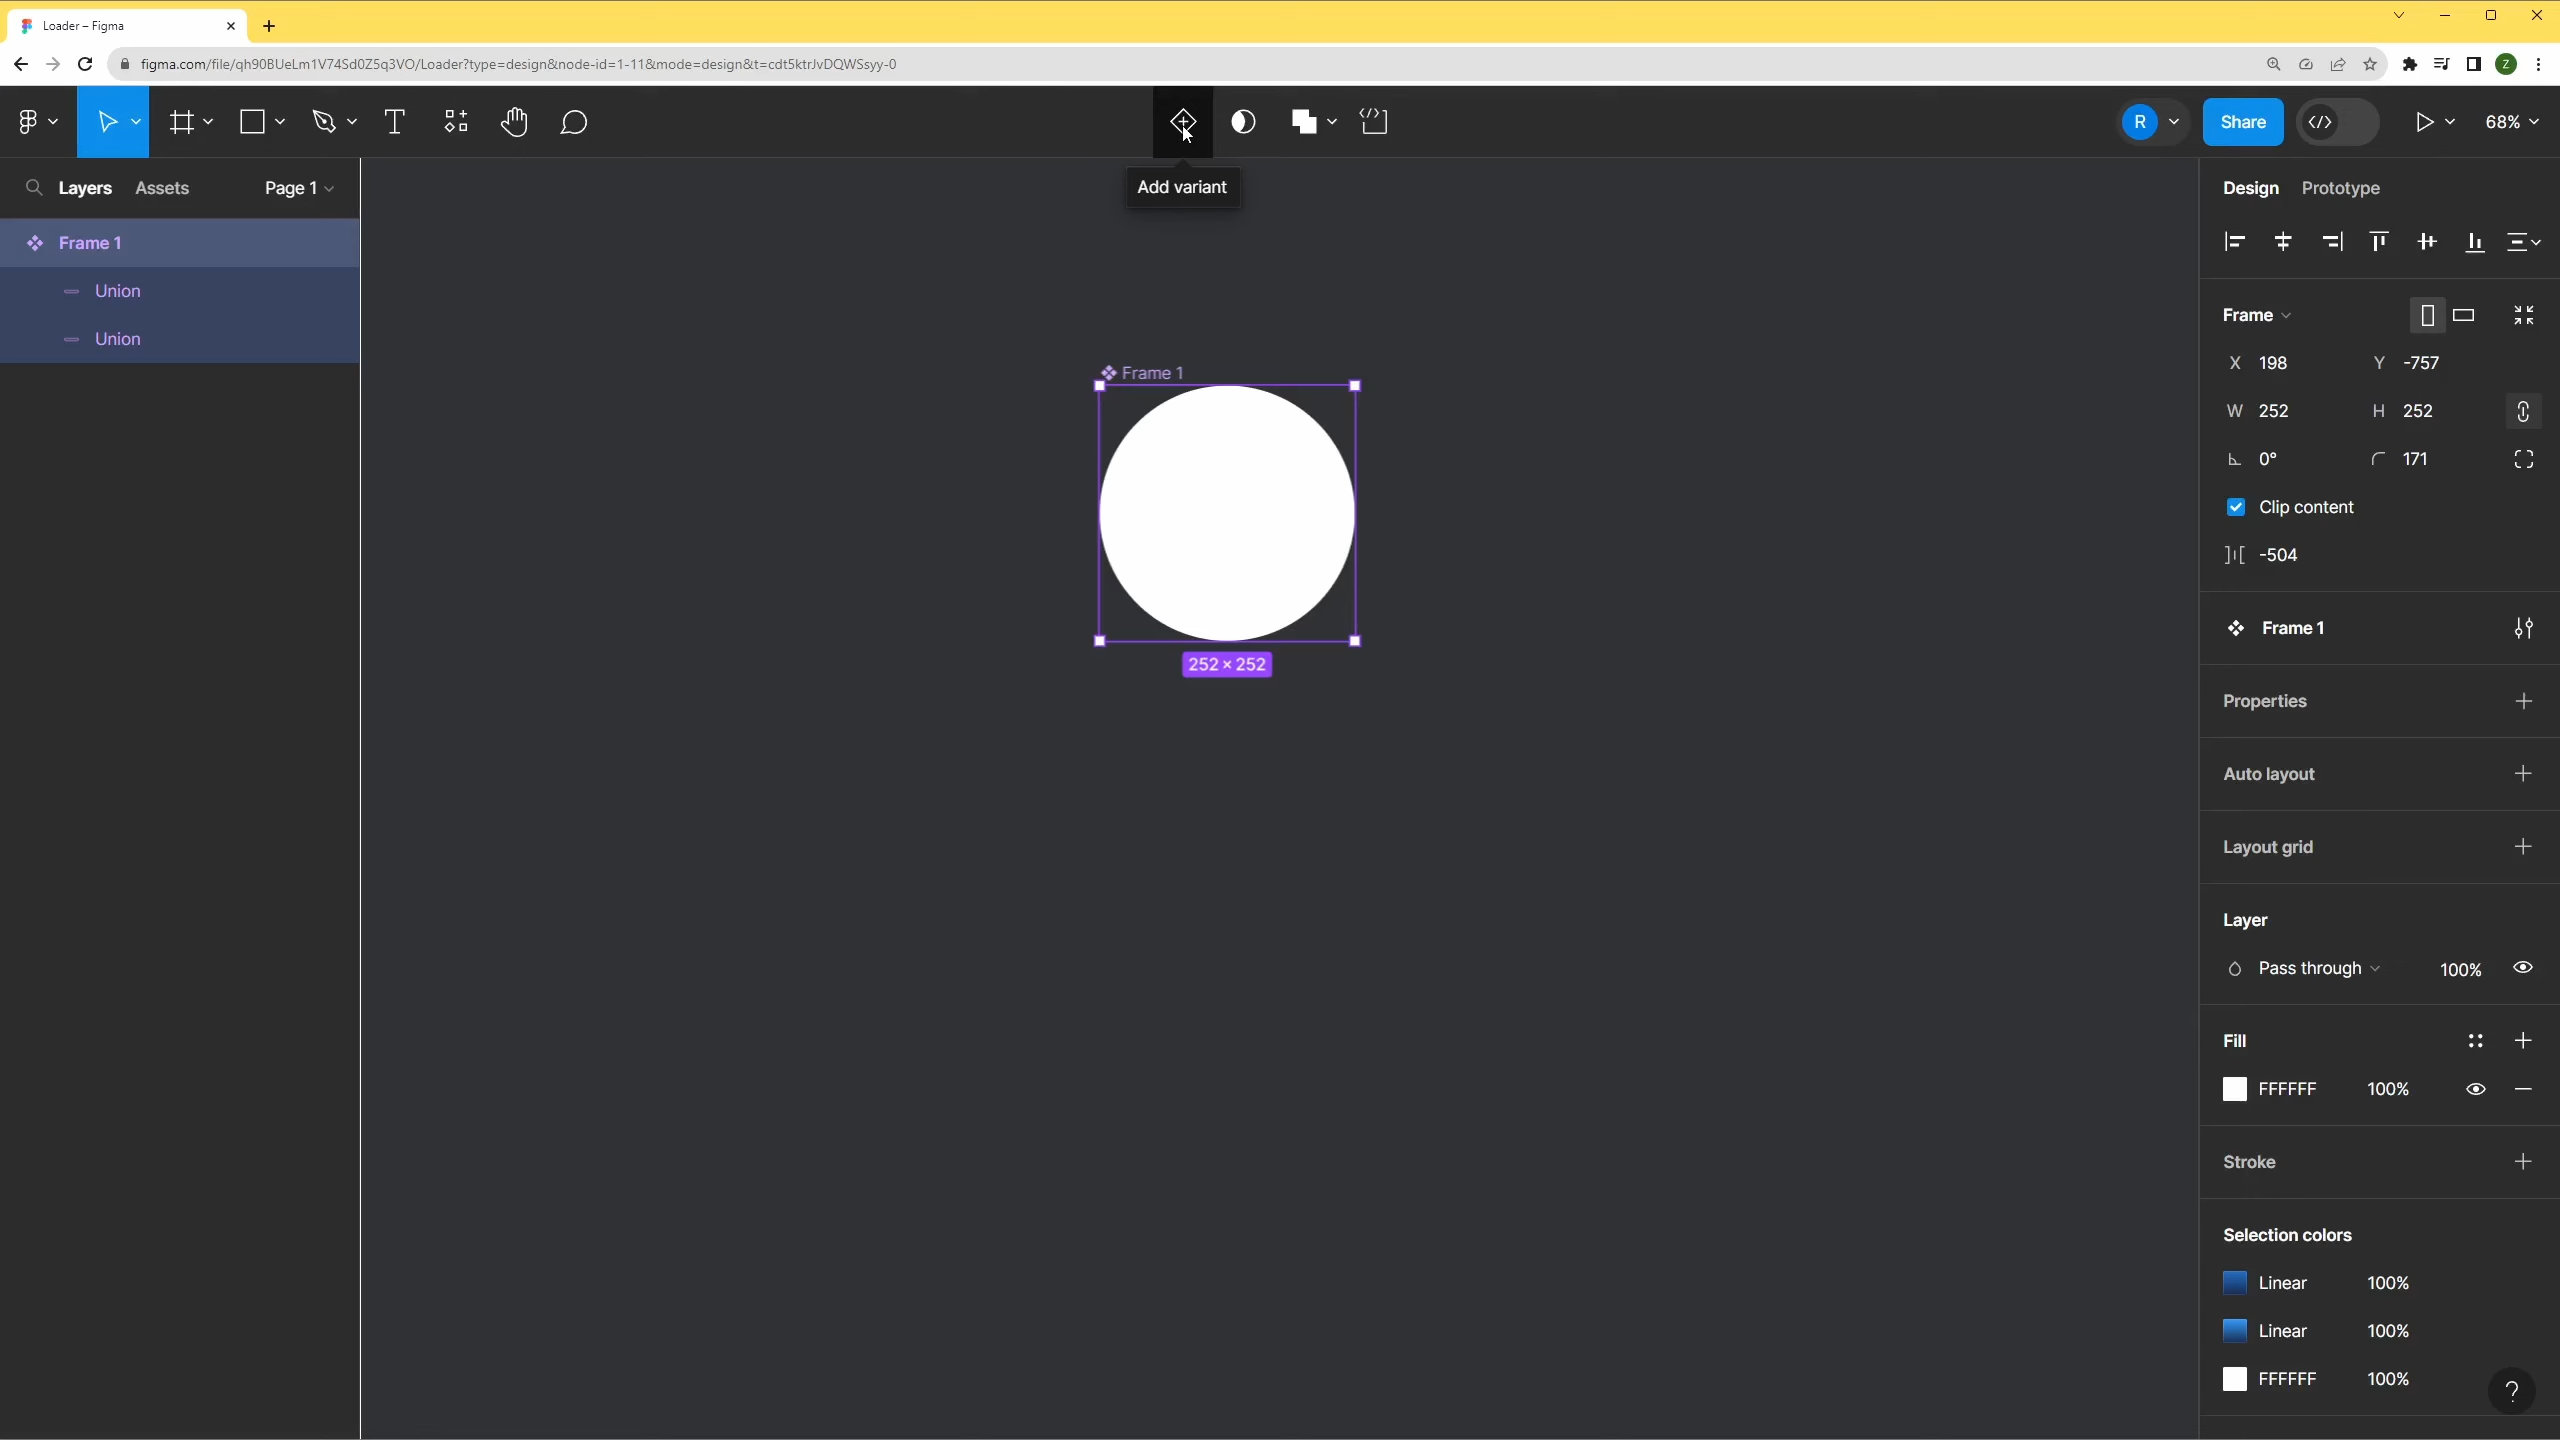 Loader – Figma
figma.com/file/qh90BUeLm1V74Sd0Z5q3VO/Loader?type=design&node-id=1-11&mode=design&t=cdt5ktrJvDQWSsyy-0
Z
R
Share
68%
Add variant
Layers
Assets
Page 1
Frame 1
Union
Union
Frame 1
252 × 252
Design
Prototype
Frame
X 198
Y -757
W 252
H 252
0°
171
Clip content
-504
Frame 1
Properties
Auto layout
Layout grid
Layer
Pass through
100%
Fill
FFFFFF
100%
Stroke
Selection colors
Linear
100%
Linear
100%
FFFFFF
100%
?